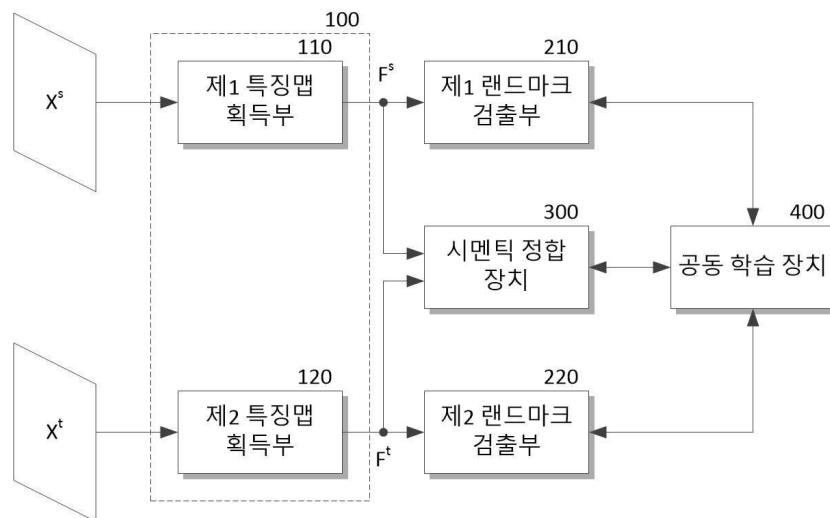 100
110
210
X^s
제1 특징맵
획득부
F^s
제1 랜드마크
검출부
300
400
시멘틱 정합
장치
공동 학습 장치
120
220
X^t
제2 특징맵
획득부
F^t
제2 랜드마크
검출부